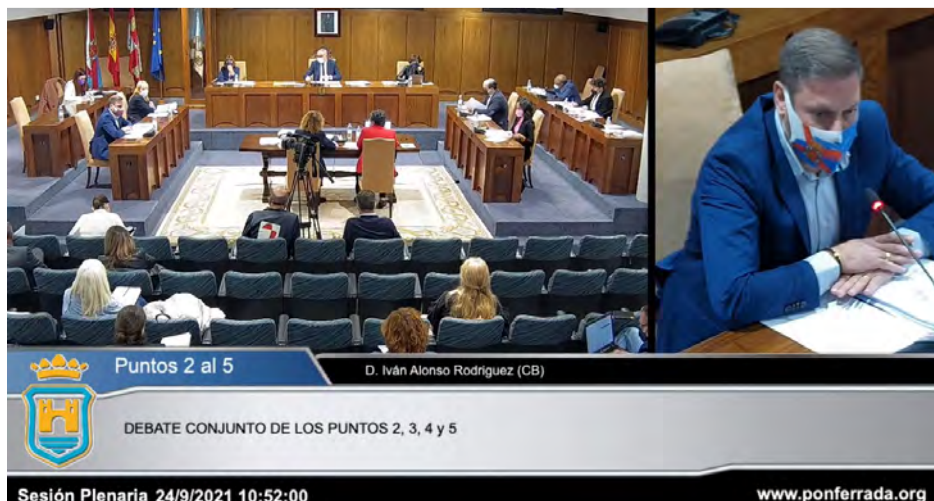 Puntos 2 al 5
D. Iván Alonso Rodriguez (CB)
DEBATE CONJUNTO DE LOS PUNTOS 2, 3, 4 y 5
Sesión Plenaria 24/9/2021 10:52:00
www.ponferrada.org